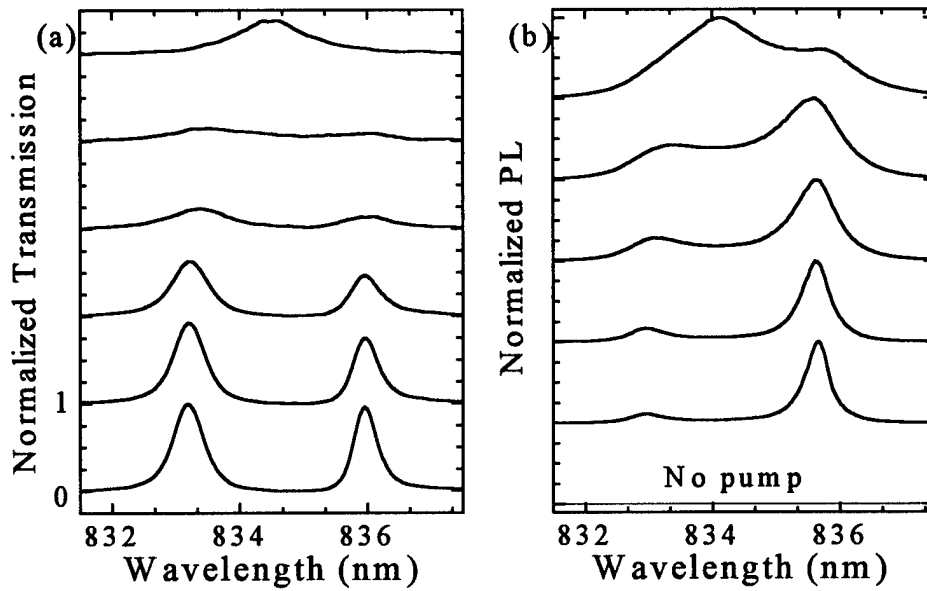 (a)
Normalized Transmission
1
0
832
834
836
Wavelength (nm)
(b)
Normalized PL
No pump
832
834
836
Wavelength (nm)